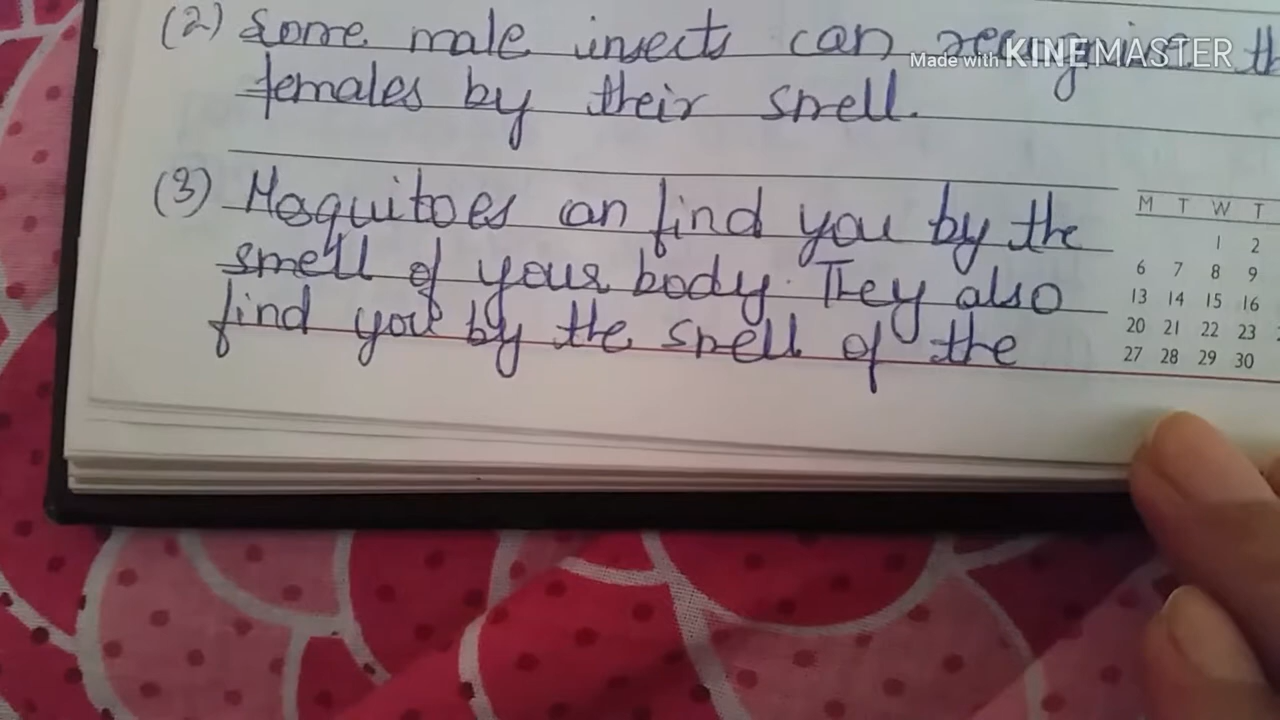 (2) Some male insects can recognise th
females by their smell.
Made with KINEMASTER
(3) Mosquitoes can find you by the
smell of your body. They also
find you by the smell of the
M T W T
1 2
6 7 8 9
13 14 15 16
20 21 22 23
27 28 29 30